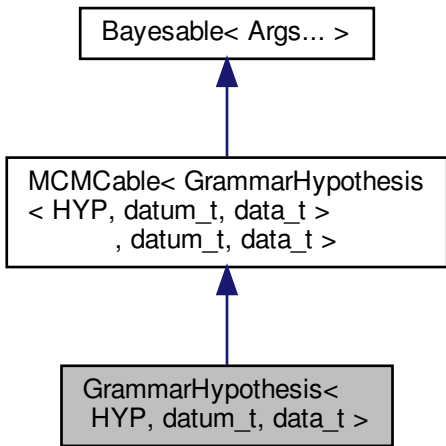 Bayesable< Args... >
MCMCable< GrammarHypothesis
< HYP, datum_t, data_t >
, datum_t, data_t >
GrammarHypothesis<
HYP, datum_t, data_t >